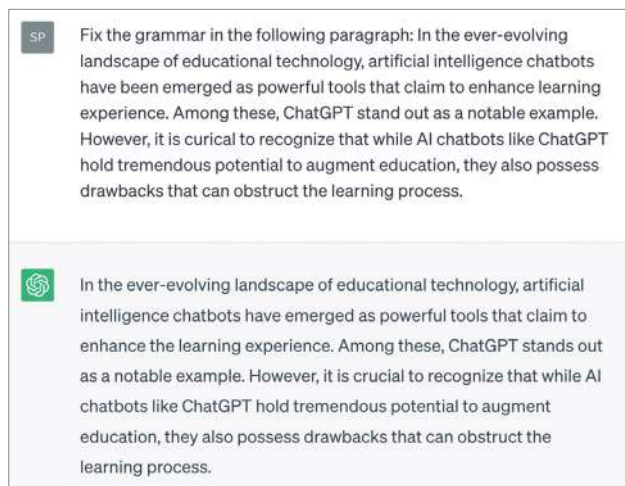 SP
Fix the grammar in the following paragraph: In the ever-evolving
landscape of educational technology, artificial intelligence chatbots
have been emerged as powerful tools that claim to enhance learning
experience. Among these, ChatGPT stand out as a notable example.
However, it is curical to recognize that while AI chatbots like ChatGPT
hold tremendous potential to augment education, they also possess
drawbacks that can obstruct the learning process.
In the ever-evolving landscape of educational technology, artificial
intelligence chatbots have emerged as powerful tools that claim to
enhance the learning experience. Among these, ChatGPT stands out
as a notable example. However, it is crucial to recognize that while AI
chatbots like ChatGPT hold tremendous potential to augment
education, they also possess drawbacks that can obstruct the
learning process.